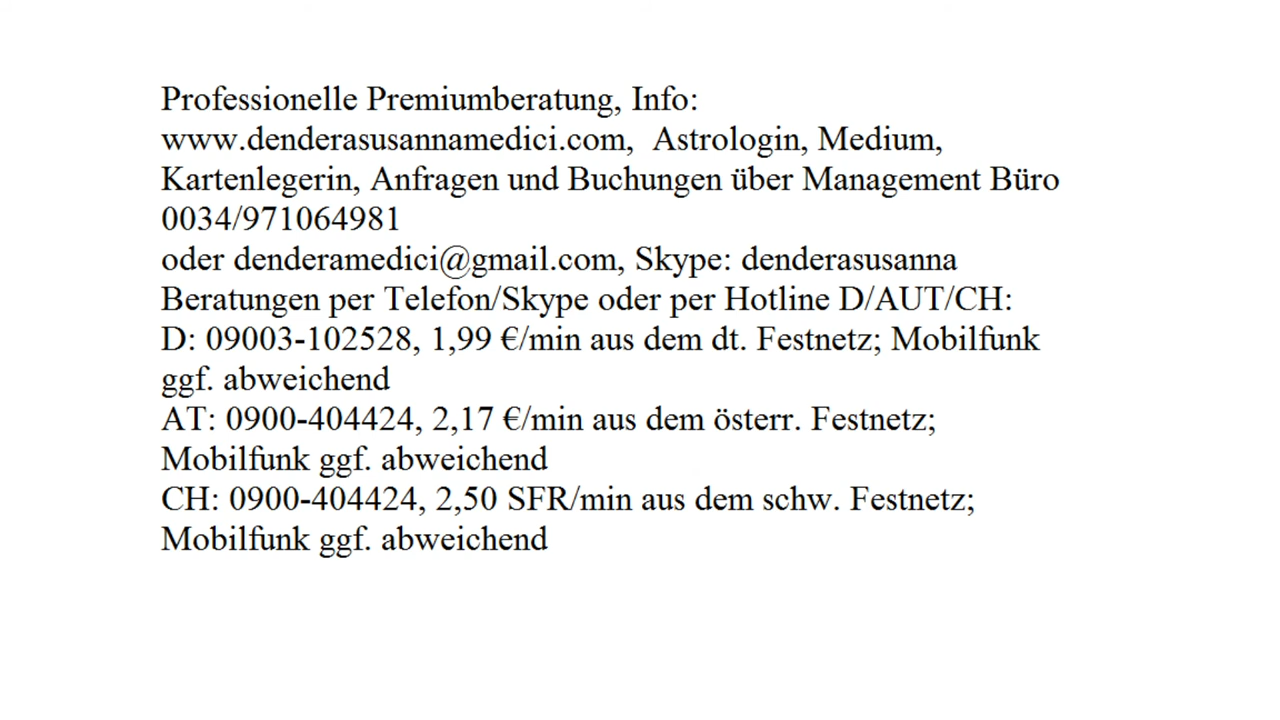 Professionelle Premiumberatung, Info:
www.denderasusannamedici.com,  Astrologin, Medium,
Kartenlegerin, Anfragen und Buchungen über Management Büro
0034/971064981
oder denderamedici@gmail.com, Skype: denderasusanna
Beratungen per Telefon/Skype oder per Hotline D/AUT/CH:
D: 09003-102528, 1,99 €/min aus dem dt. Festnetz; Mobilfunk
ggf. abweichend
AT: 0900-404424, 2,17 €/min aus dem österr. Festnetz;
Mobilfunk ggf. abweichend
CH: 0900-404424, 2,50 SFR/min aus dem schw. Festnetz;
Mobilfunk ggf. abweichend